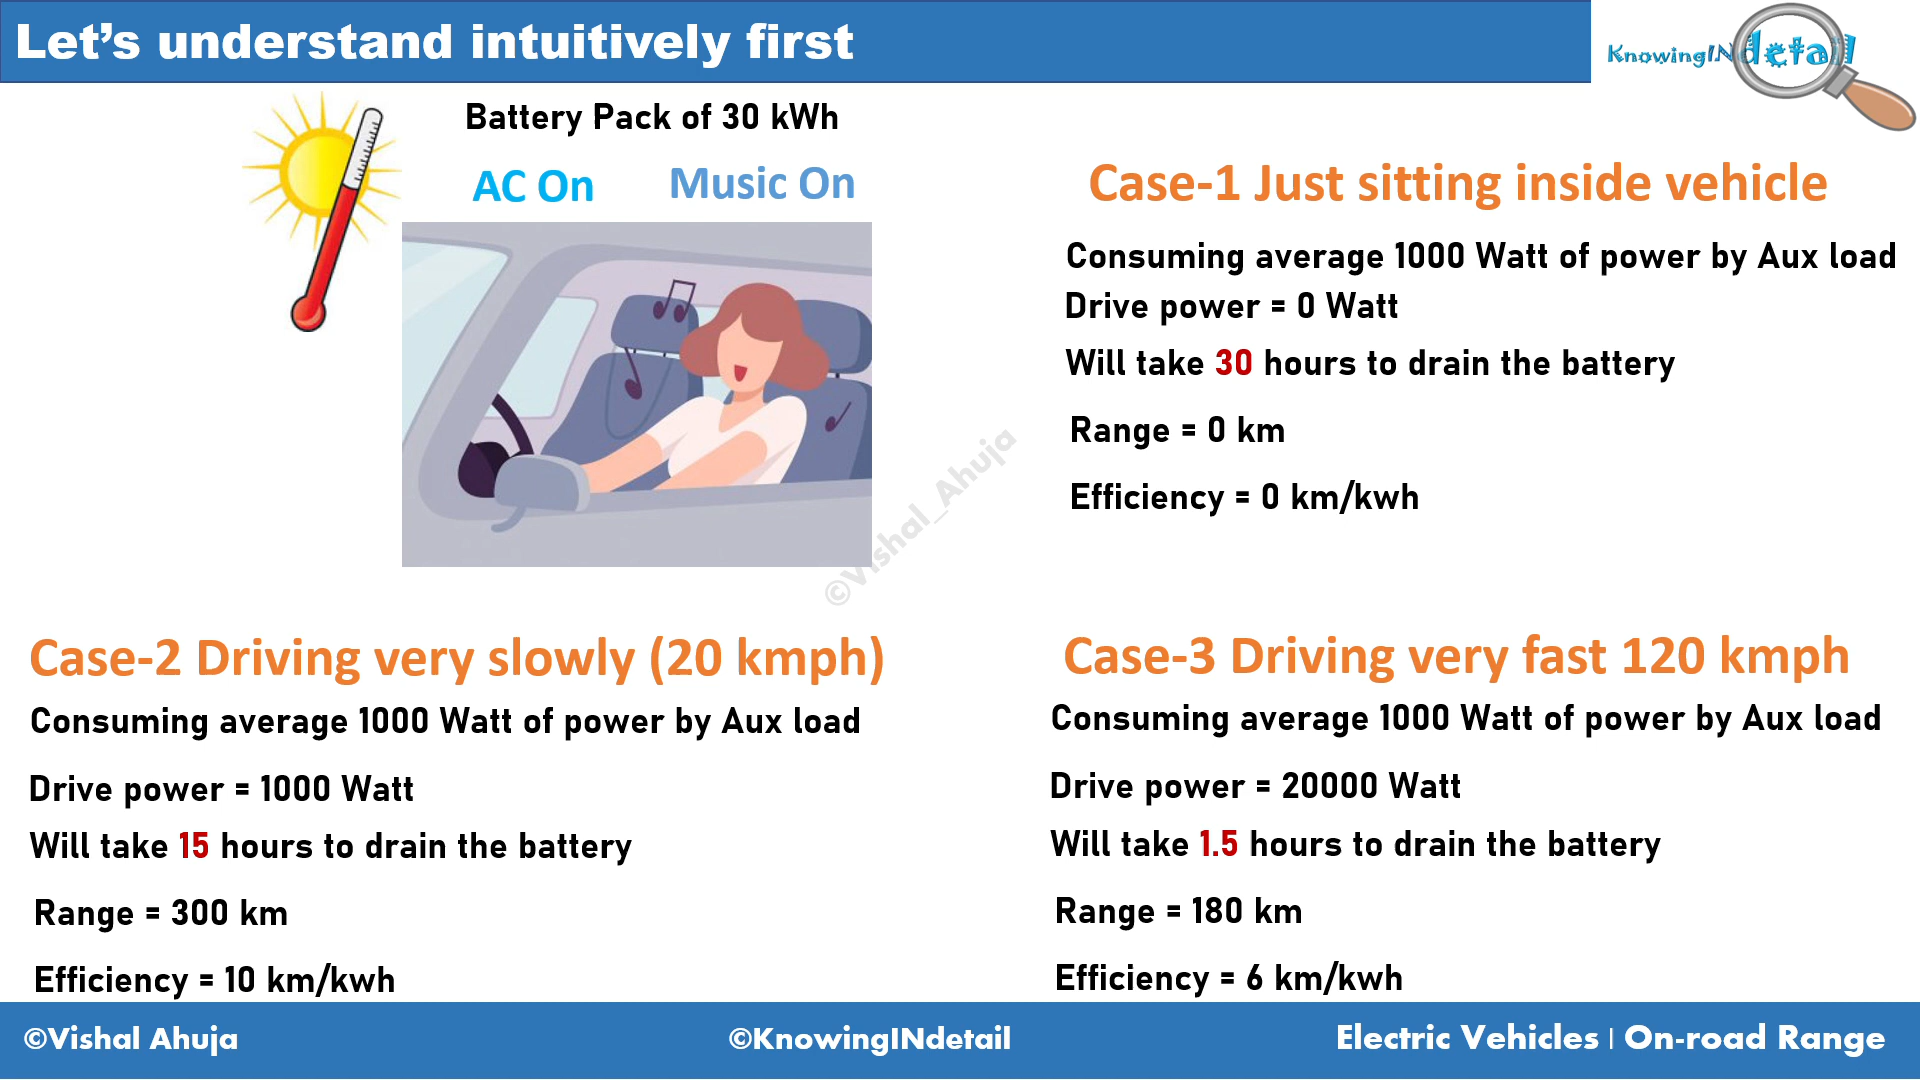 Let's understand intuitively first
KnowingINdetail
Battery Pack of 30 kWh
AC On
Music On
Case-1 Just sitting inside vehicle
Consuming average 1000 Watt of power by Aux load
Drive power = 0 Watt
Will take 30 hours to drain the battery
Range = 0 km
Efficiency = 0 km/kwh
©Vishal_Ahuja
Case-2 Driving very slowly (20 kmph)
Consuming average 1000 Watt of power by Aux load
Drive power = 1000 Watt
Will take 15 hours to drain the battery
Range = 300 km
Efficiency = 10 km/kwh
Case-3 Driving very fast 120 kmph
Consuming average 1000 Watt of power by Aux load
Drive power = 20000 Watt
Will take 1.5 hours to drain the battery
Range = 180 km
Efficiency = 6 km/kwh
©Vishal Ahuja
©KnowingINdetail
Electric Vehicles | On-road Range